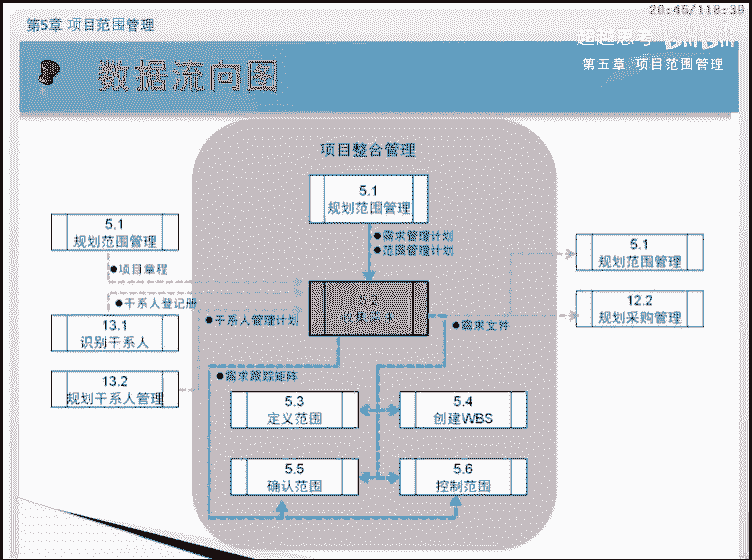 20:45/118:39
第5章 项目范围管理
超越思考 bilibili
第五章 项目范围管理
数据流向图
项目整合管理
5.1
规划范围管理
●需求管理计划
●范围管理计划
5.1
规划范围管理
●项目章程
●干系人登记册
13.1
识别干系人
●干系人管理计划
13.2
规划干系人管理
5.2
收集需求
5.1
规划范围管理
12.2
规划采购管理
●需求文件
●需求跟踪矩阵
5.3
定义范围
5.4
创建WBS
5.5
确认范围
5.6
控制范围